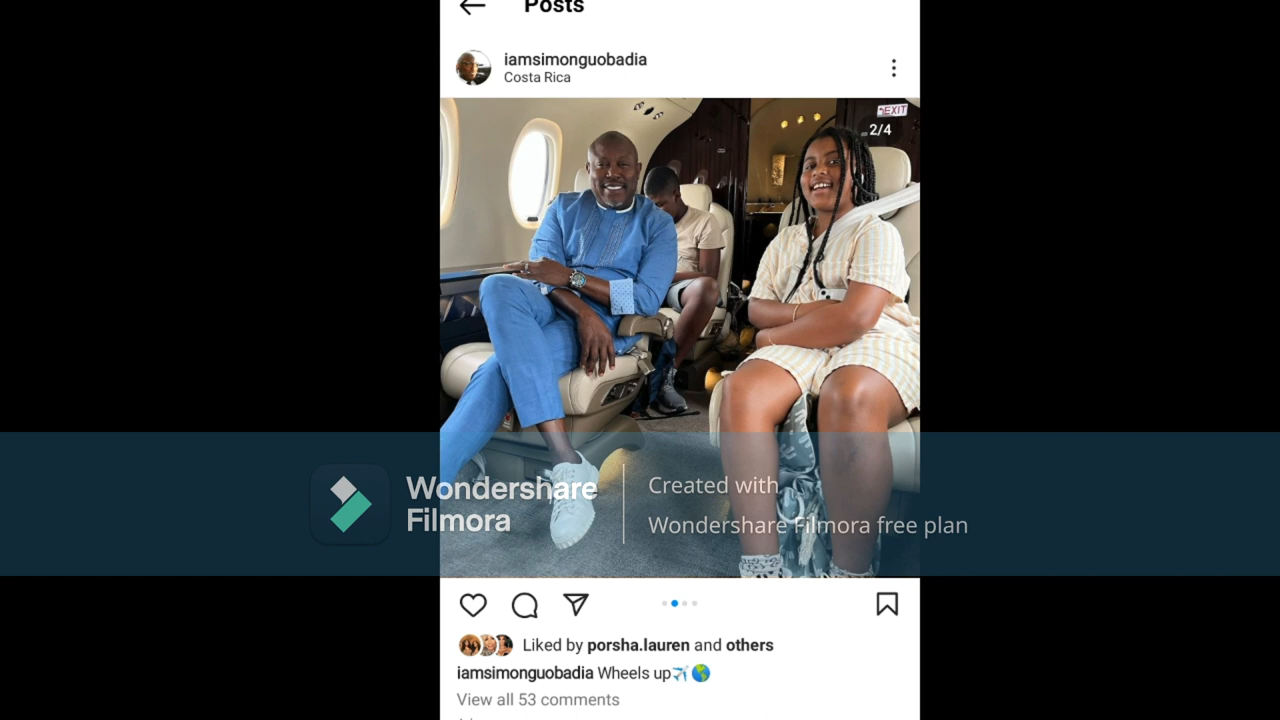 Posts
iamsimonguobadia
Costa Rica
EXIT
2/4
Wondershare
Filmora
Created with
Wondershare Filmora free plan
Liked by porsha.lauren and others
iamsimonguobadia Wheels up✈️🌎
View all 53 comments